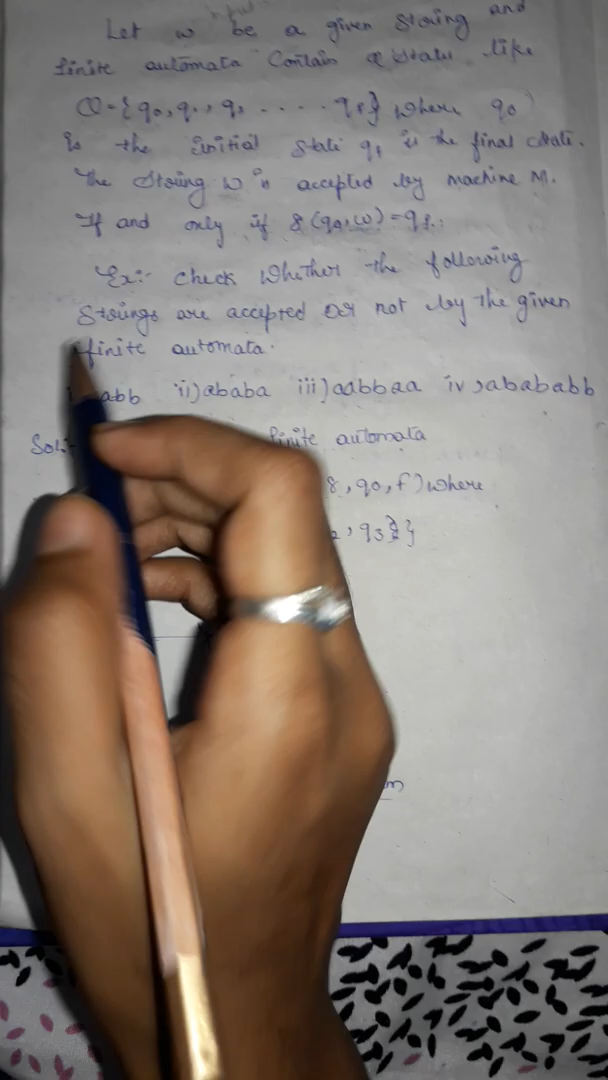 Let w be a given string and
finite automata Contain states like
Q={q0,q1,q2.....qf} where q0
is the initial state qf is the final state.
The string w is accepted by machine M.
If and only if δ(q0,w)=qf.
Ex:- Check whether the following
Strings are accepted or not by the given
finite automata.
abb ii)ababa iii)aabbaa iv)abababb
Sol: finite automata
δ,q0,f)where
,q3}}
m